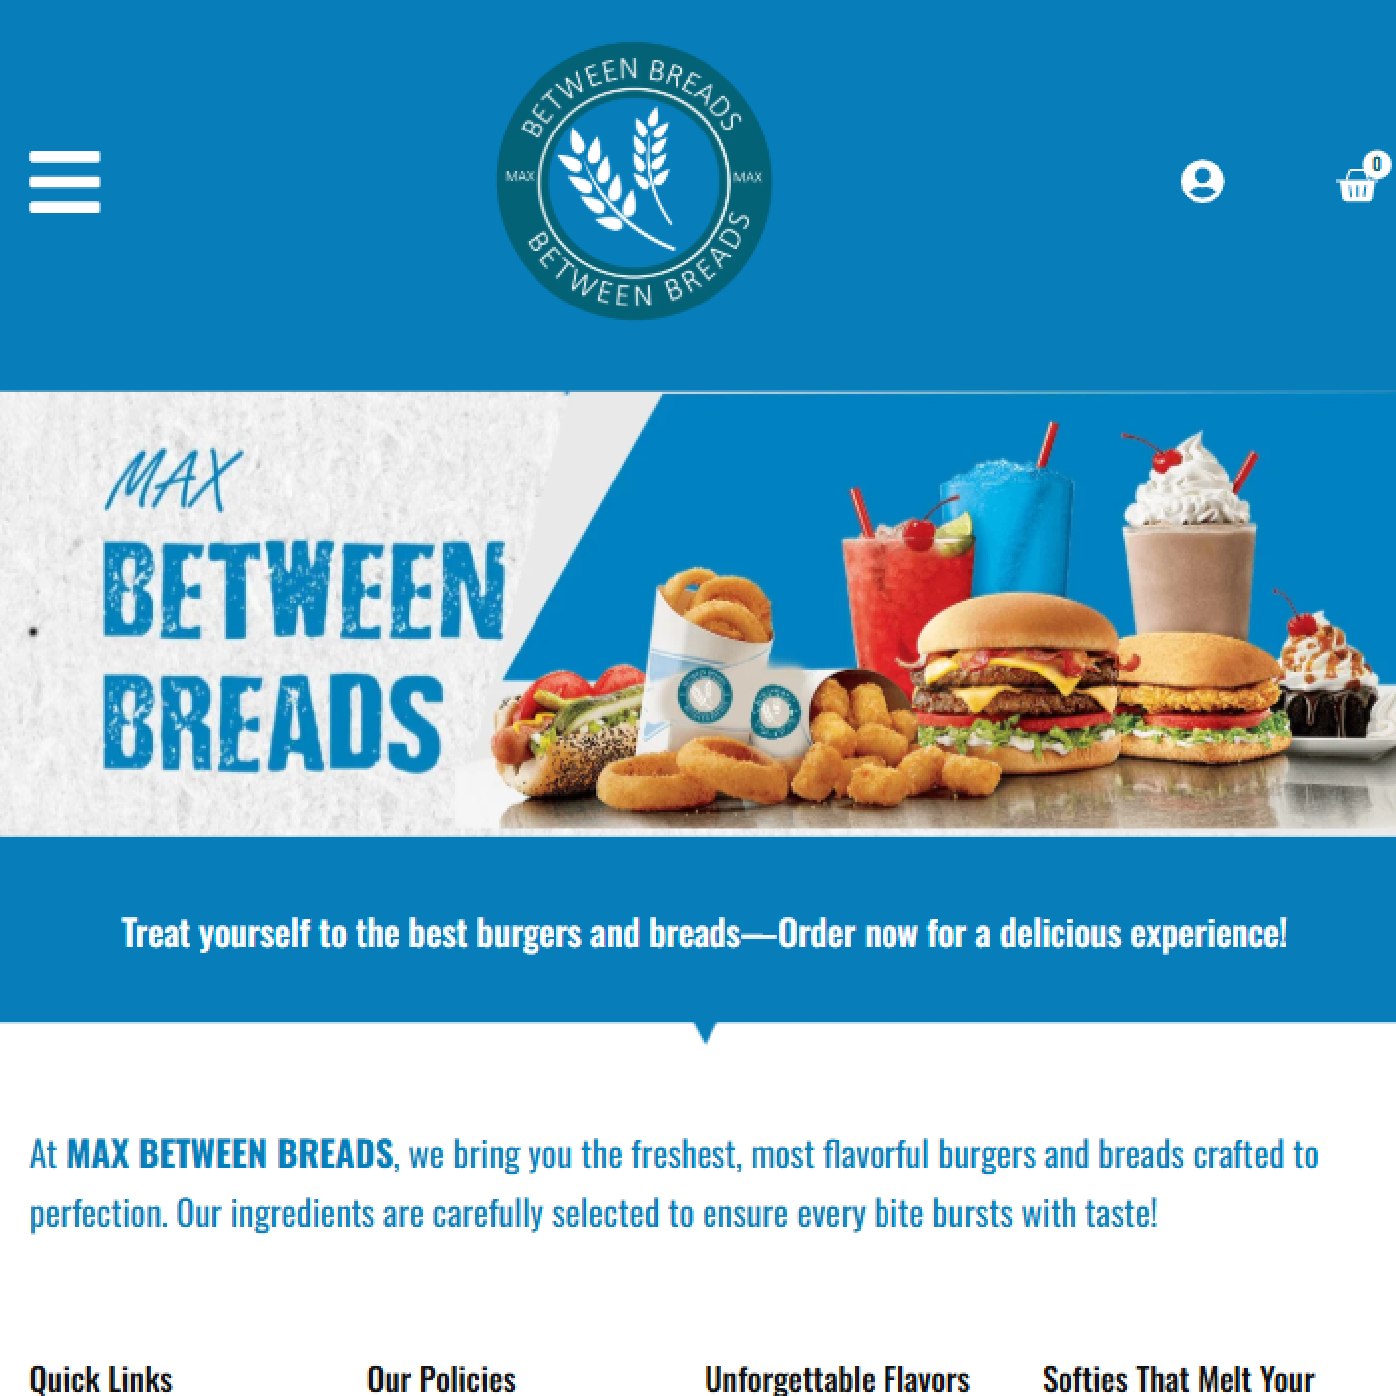 BETWEEN BREADS
MAX MAX
BETWEEN BREADS
0
MAX
BETWEEN
BREADS
Treat yourself to the best burgers and breads—Order now for a delicious experience!
At MAX BETWEEN BREADS, we bring you the freshest, most flavorful burgers and breads crafted to
perfection. Our ingredients are carefully selected to ensure every bite bursts with taste!
Quick Links Our Policies Unforgettable Flavors Softies That Melt Your